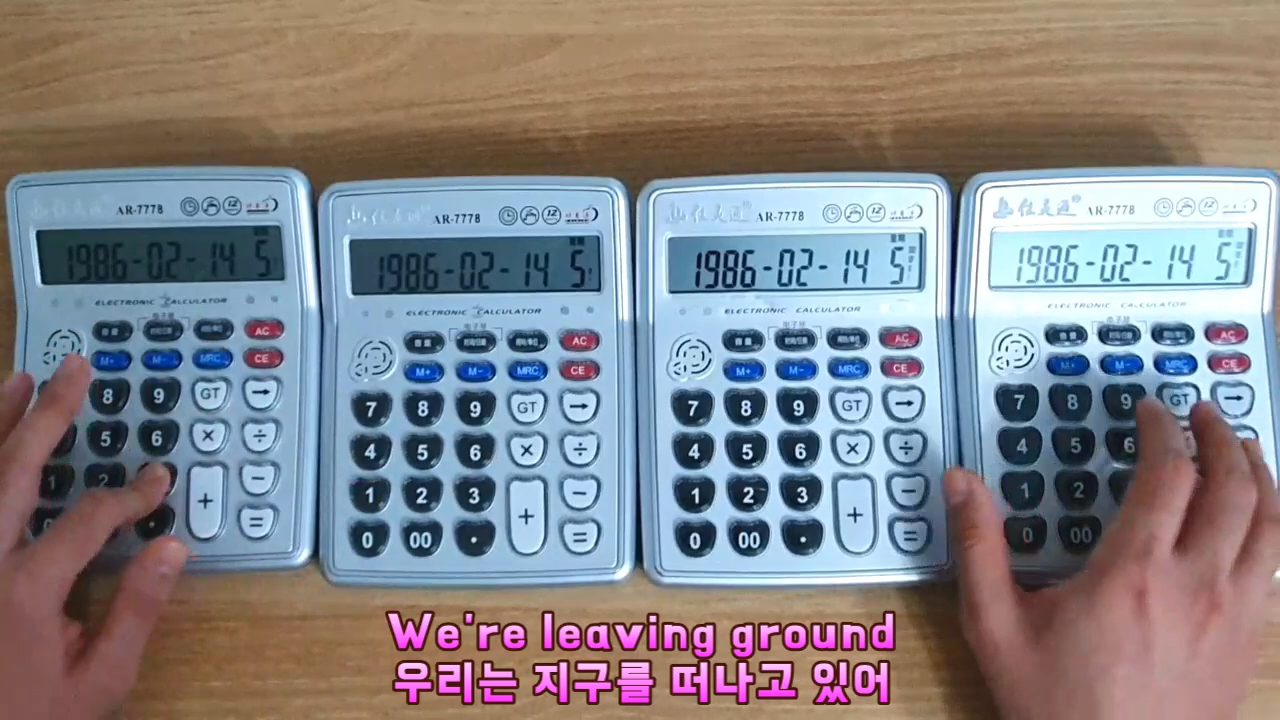 AR-7778
1986-02-14 5
ELECTRONIC CALCULATOR
AC
M+ M- MRC CE
8 9 GT →
5 6 × ÷
1 2 + −
0 • =
AR-7778
1986-02-14 5
ELECTRONIC CALCULATOR
AC
M+ M- MRC CE
7 8 9 GT →
4 5 6 × ÷
1 2 3 + −
0 00 • =
AR-7778
1986-02-14 5
ELECTRONIC CALCULATOR
AC
M+ M- MRC CE
7 8 9 GT →
4 5 6 × ÷
1 2 3 + −
0 00 • =
AR-7778
1986-02-14 5
ELECTRONIC CALCULATOR
AC
M+ M- MRC CE
7 8 9 GT →
4 5 6
1 2
0 00
We're leaving ground
우리는 지구를 떠나고 있어